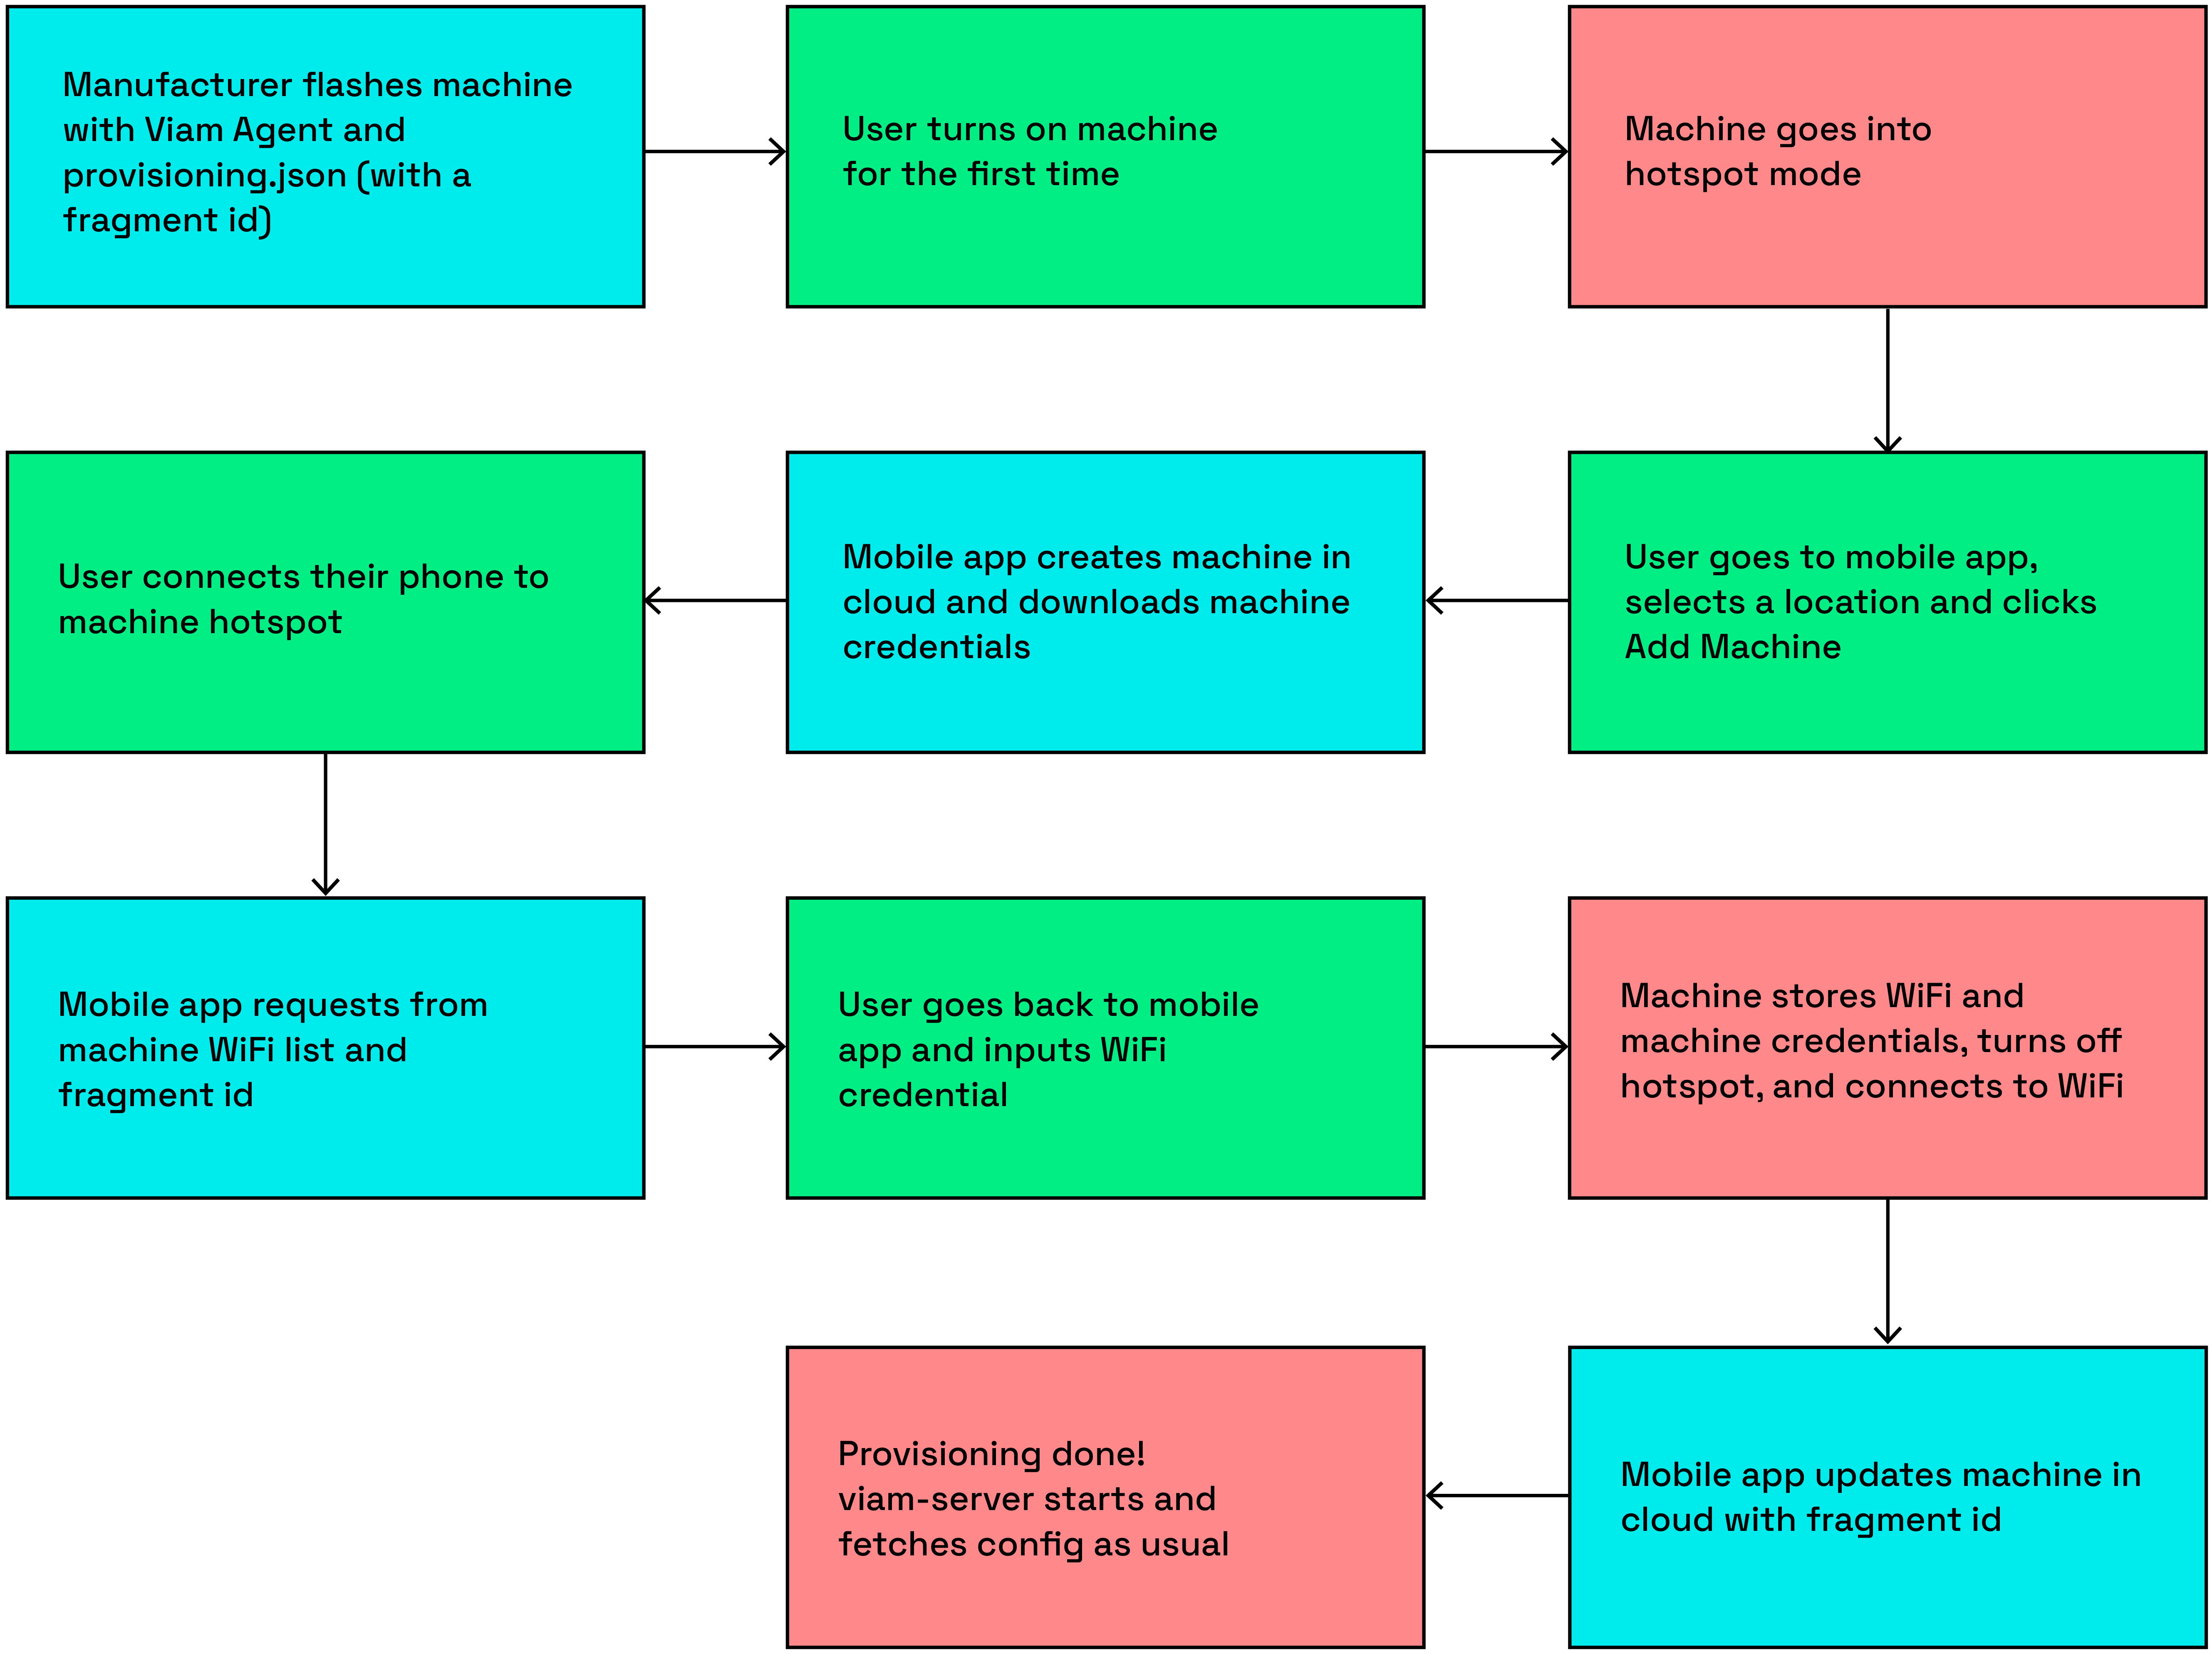 Manufacturer flashes machine
with Viam Agent and
provisioning.json (with a
fragment id)
User turns on machine
for the first time
Machine goes into
hotspot mode
User goes to mobile app,
selects a location and clicks
Add Machine
Mobile app creates machine in
cloud and downloads machine
credentials
User connects their phone to
machine hotspot
Mobile app requests from
machine WiFi list and
fragment id
User goes back to mobile
app and inputs WiFi
credential
Machine stores WiFi and
machine credentials, turns off
hotspot, and connects to WiFi
Mobile app updates machine in
cloud with fragment id
Provisioning done!
viam-server starts and
fetches config as usual